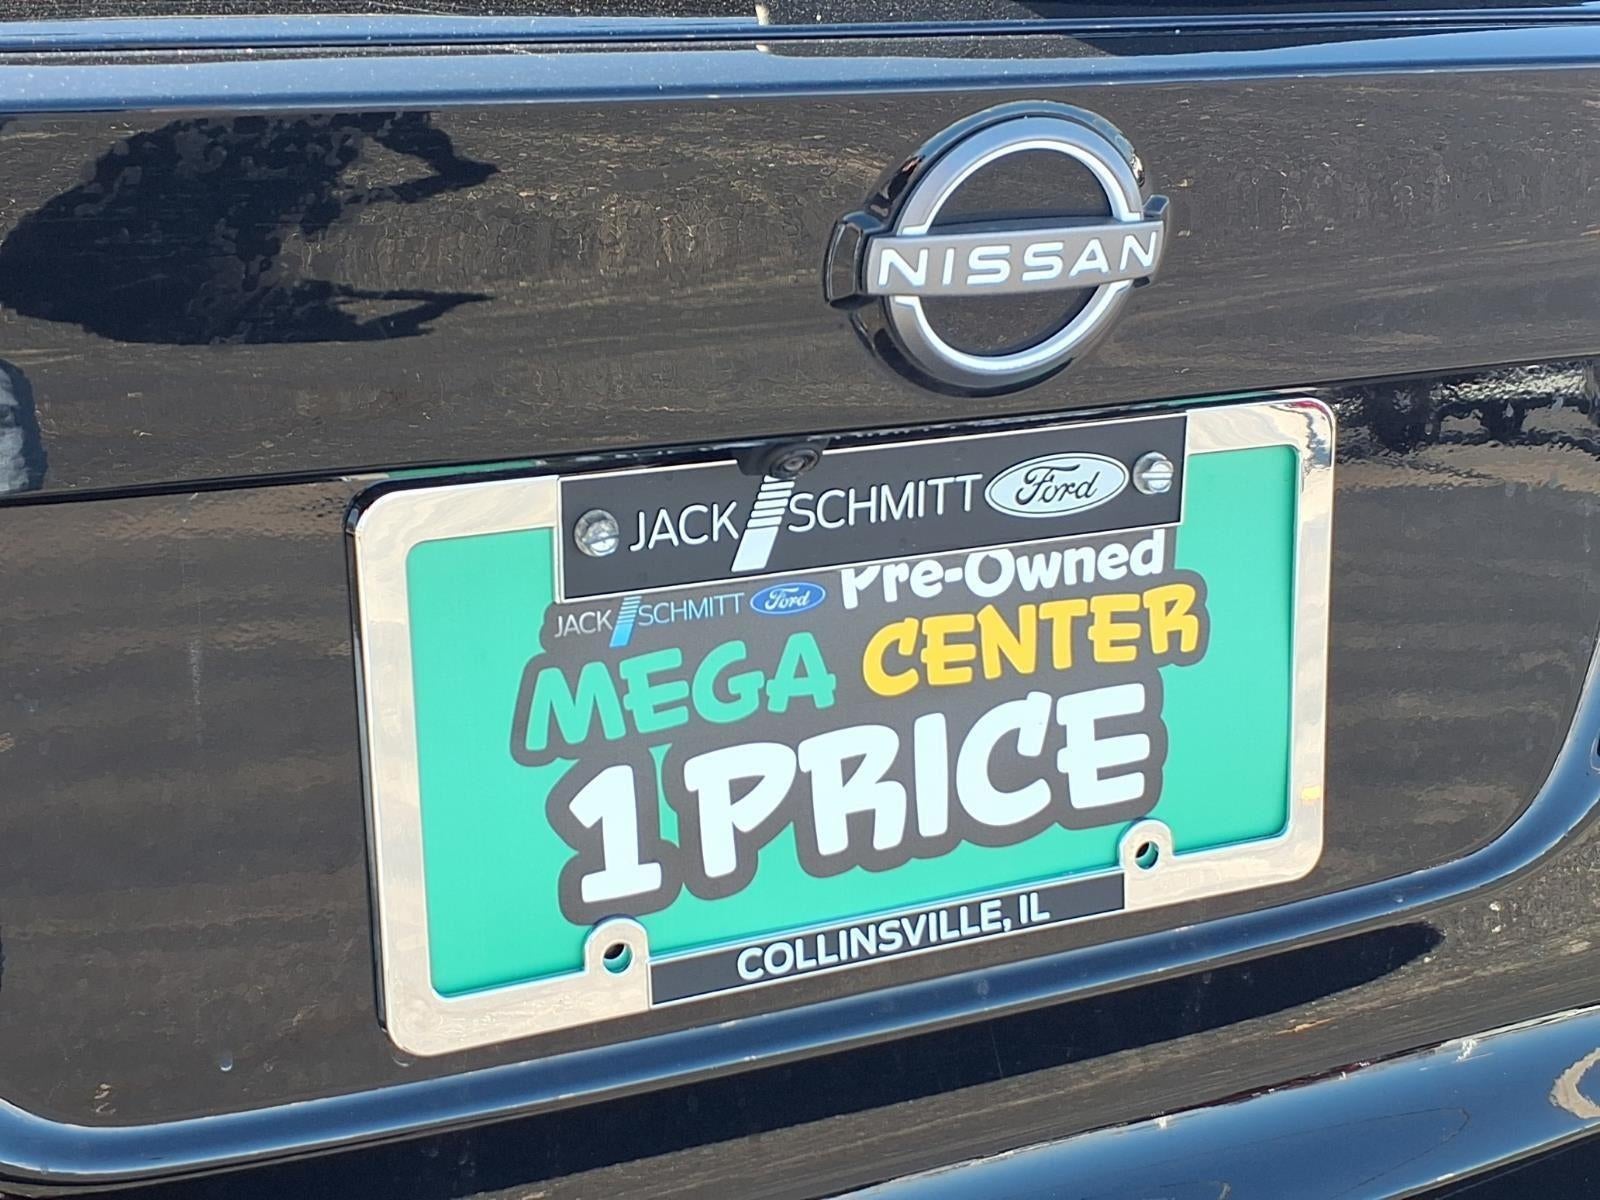 NISSAN
JACK SCHMITT Ford
Pre-Owned
JACK SCHMITT Ford
MEGA CENTER
1 PRICE
COLLINSVILLE, IL